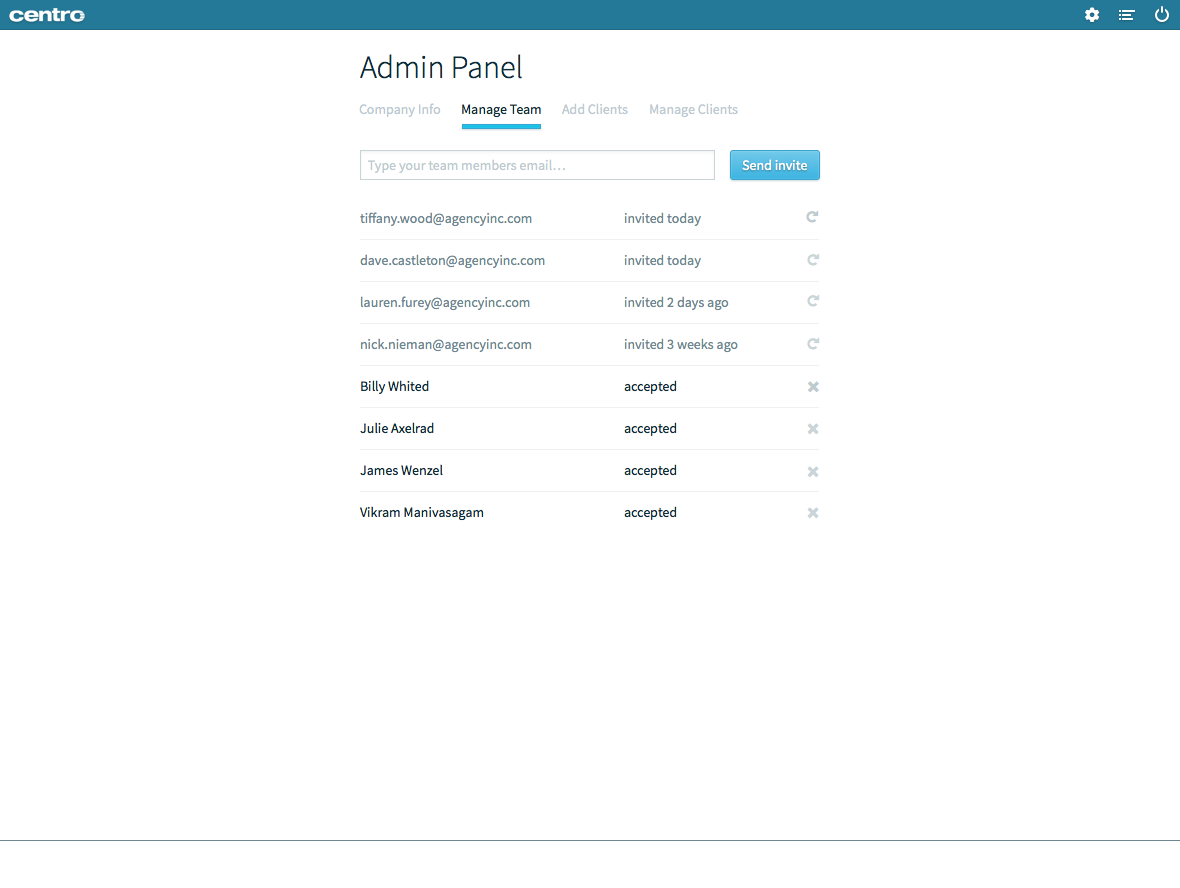 centro
Admin Panel
Company Info Manage Team Add Clients Manage Clients
Type your team members email... Send invite
tiffany.wood@agencyinc.com invited today
dave.castleton@agencyinc.com invited today
lauren.furey@agencyinc.com invited 2 days ago
nick.nieman@agencyinc.com invited 3 weeks ago
Billy Whited accepted
Julie Axelrad accepted
James Wenzel accepted
Vikram Manivasagam accepted